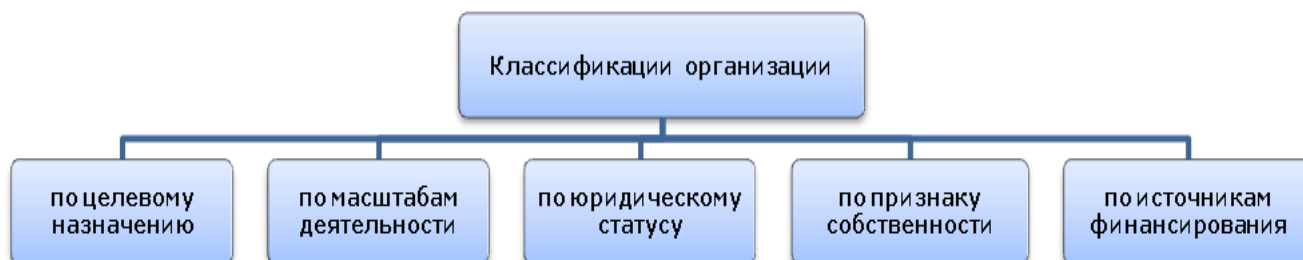 Классификации организации
по целевому
назначению
по масштабам
деятельности
по юридическому
статусу
по признаку
собственности
по источникам
финансирования